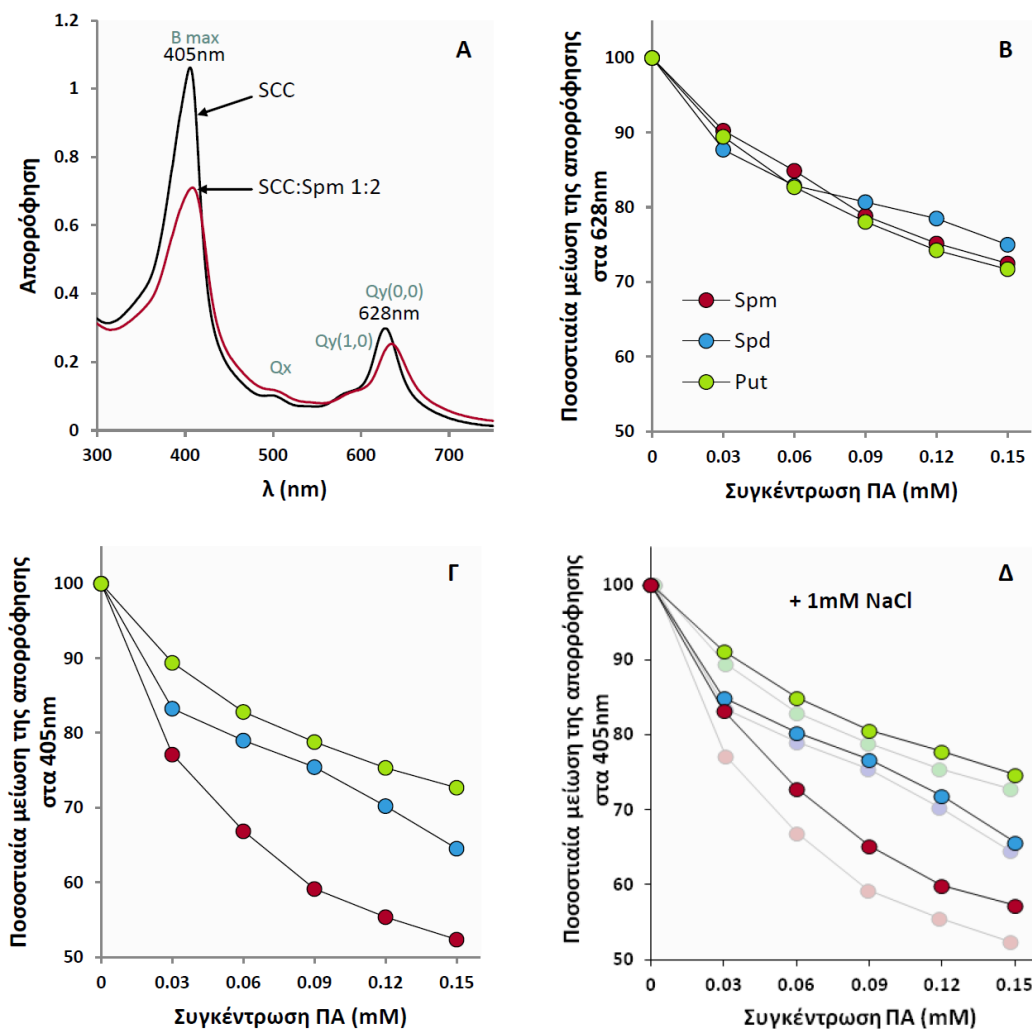 A
Απορρόφηση
1.2
1
0.8
0.6
0.4
0.2
0
B max
405nm
SCC
SCC:Spm 1:2
Qy(0,0)
628nm
Qy(1,0)
Qx
300
400
500
600
700
λ (nm)
B
Ποσοστιαία μείωση της απορρόφησης
στα 628nm
100
90
80
70
60
50
Spm
Spd
Put
0
0.03
0.06
0.09
0.12
0.15
Συγκέντρωση ΠΑ (mM)
Γ
Ποσοστιαία μείωση της απορρόφησης
στα 405nm
100
90
80
70
60
50
0
0.03
0.06
0.09
0.12
0.15
Συγκέντρωση ΠΑ (mM)
Δ
+ 1mM NaCl
Ποσοστιαία μείωση της απορρόφησης
στα 405nm
100
90
80
70
60
50
0
0.03
0.06
0.09
0.12
0.15
Συγκέντρωση ΠΑ (mM)